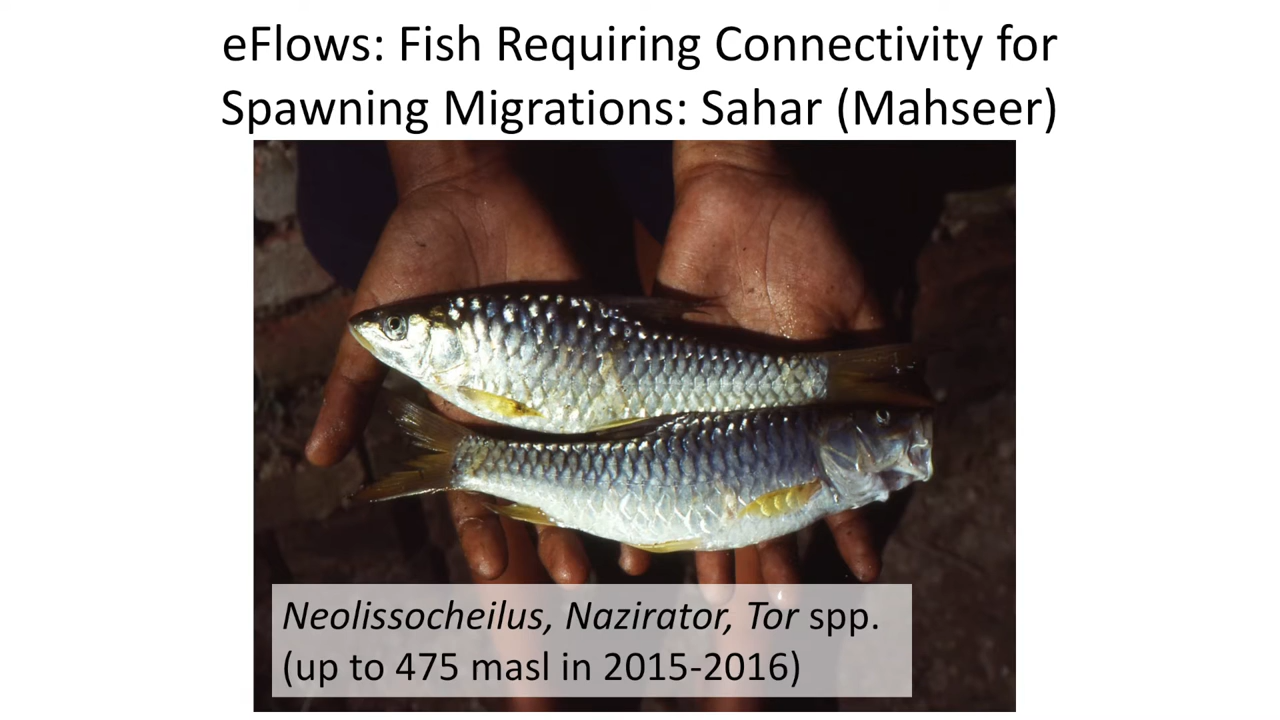 eFlows: Fish Requiring Connectivity for
Spawning Migrations: Sahar (Mahseer)
Neolissocheilus, Nazirator, Tor spp.
(up to 475 masl in 2015-2016)